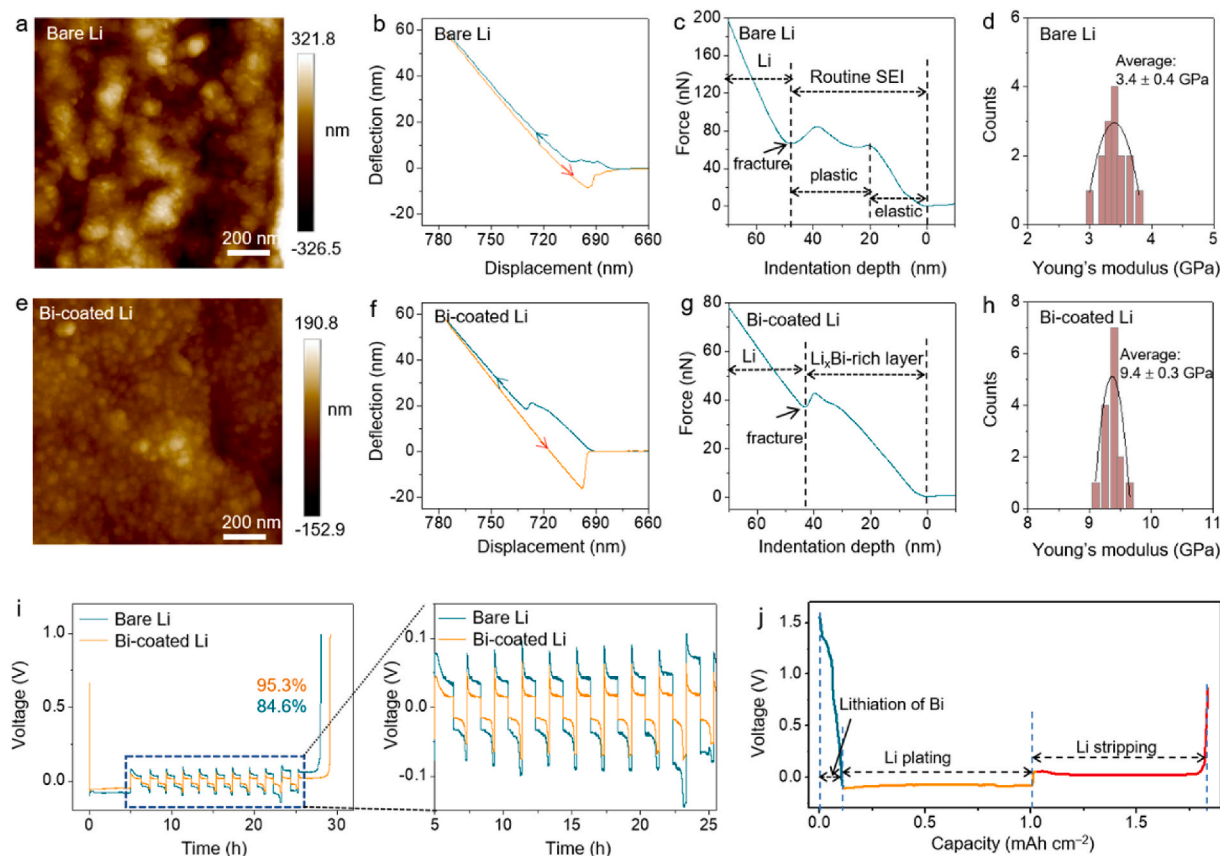 a
Bare Li
321.8
nm
-326.5
200 nm
b
Bare Li
Deflection (nm)
60
40
20
0
-20
780
750
720
690
660
Displacement (nm)
c
Bare Li
Force (nN)
200
160
120
80
40
0
Li
Routine SEI
fracture
plastic
elastic
60
40
20
0
Indentation depth (nm)
d
Bare Li
Average:
3.4 ± 0.4 GPa
Counts
6
4
2
0
2
3
4
5
Young's modulus (GPa)
e
Bi-coated Li
190.8
nm
-152.9
200 nm
f
Bi-coated Li
Deflection (nm)
60
40
20
0
-20
780
750
720
690
660
Displacement (nm)
g
Bi-coated Li
Force (nN)
80
60
40
20
0
Li
LiₓBi-rich layer
fracture
60
40
20
0
Indentation depth (nm)
h
Bi-coated Li
Average:
9.4 ± 0.3 GPa
Counts
8
6
4
2
0
8
9
10
11
Young's modulus (GPa)
i
Bare Li
Bi-coated Li
95.3%
84.6%
Voltage (V)
1.0
0.5
0.0
0
10
20
30
Time (h)
Bare Li
Bi-coated Li
0.1
0.0
-0.1
5
10
15
20
25
Time (h)
j
Voltage (V)
1.5
1.0
0.5
0.0
Lithiation of Bi
Li plating
Li stripping
0.0
0.5
1.0
1.5
Capacity (mAh cm⁻²)